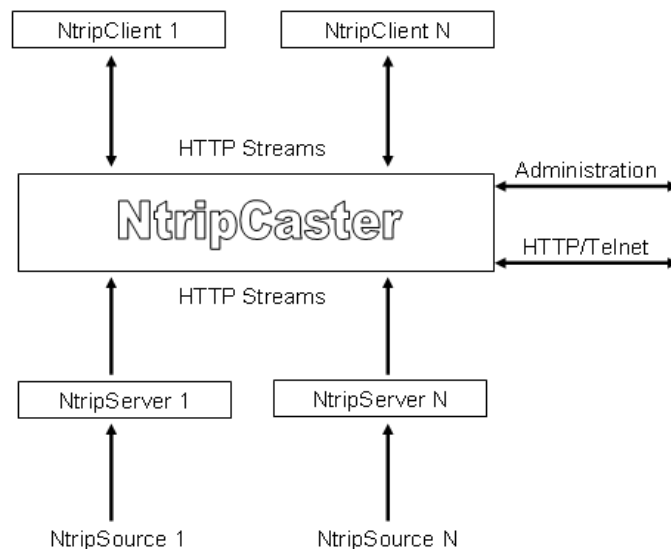 NtripClient 1
NtripClient N
HTTP Streams
Administration
NtripCaster
HTTP/Telnet
HTTP Streams
NtripServer 1
NtripServer N
NtripSource 1
NtripSource N